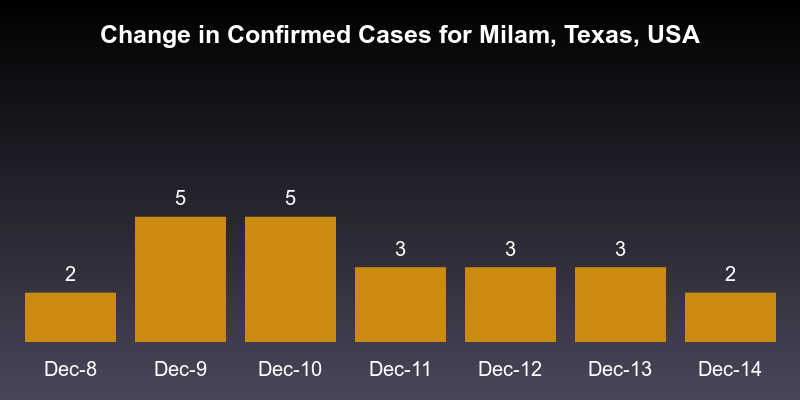 Change in Confirmed Cases for Milam, Texas, USA
2 5 5 3 3 3 2
Dec-8 Dec-9 Dec-10 Dec-11 Dec-12 Dec-13 Dec-14